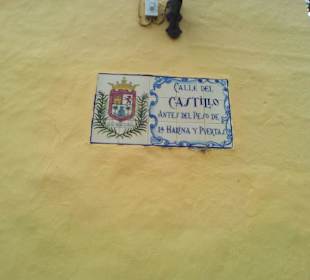 CALLE DEL
CASTILLO
ANTES DEL PESO DE
LA HARINA Y PUERTAS